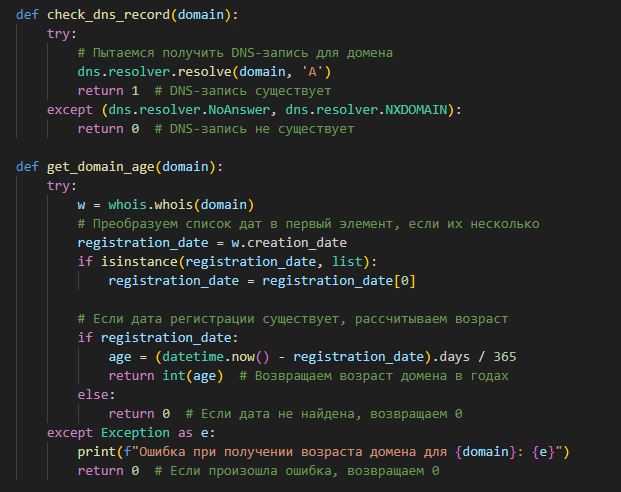 def check_dns_record(domain):
    try:
        # Пытаемся получить DNS-запись для домена
        dns.resolver.resolve(domain, 'A')
        return 1  # DNS-запись существует
    except (dns.resolver.NoAnswer, dns.resolver.NXDOMAIN):
        return 0  # DNS-запись не существует

def get_domain_age(domain):
    try:
        w = whois.whois(domain)
        # Преобразуем список дат в первый элемент, если их несколько
        registration_date = w.creation_date
        if isinstance(registration_date, list):
            registration_date = registration_date[0]

        # Если дата регистрации существует, рассчитываем возраст
        if registration_date:
            age = (datetime.now() - registration_date).days / 365
            return int(age)  # Возвращаем возраст домена в годах
        else:
            return 0  # Если дата не найдена, возвращаем 0
    except Exception as e:
        print(f"Ошибка при получении возраста домена для {domain}: {e}")
        return 0  # Если произошла ошибка, возвращаем 0